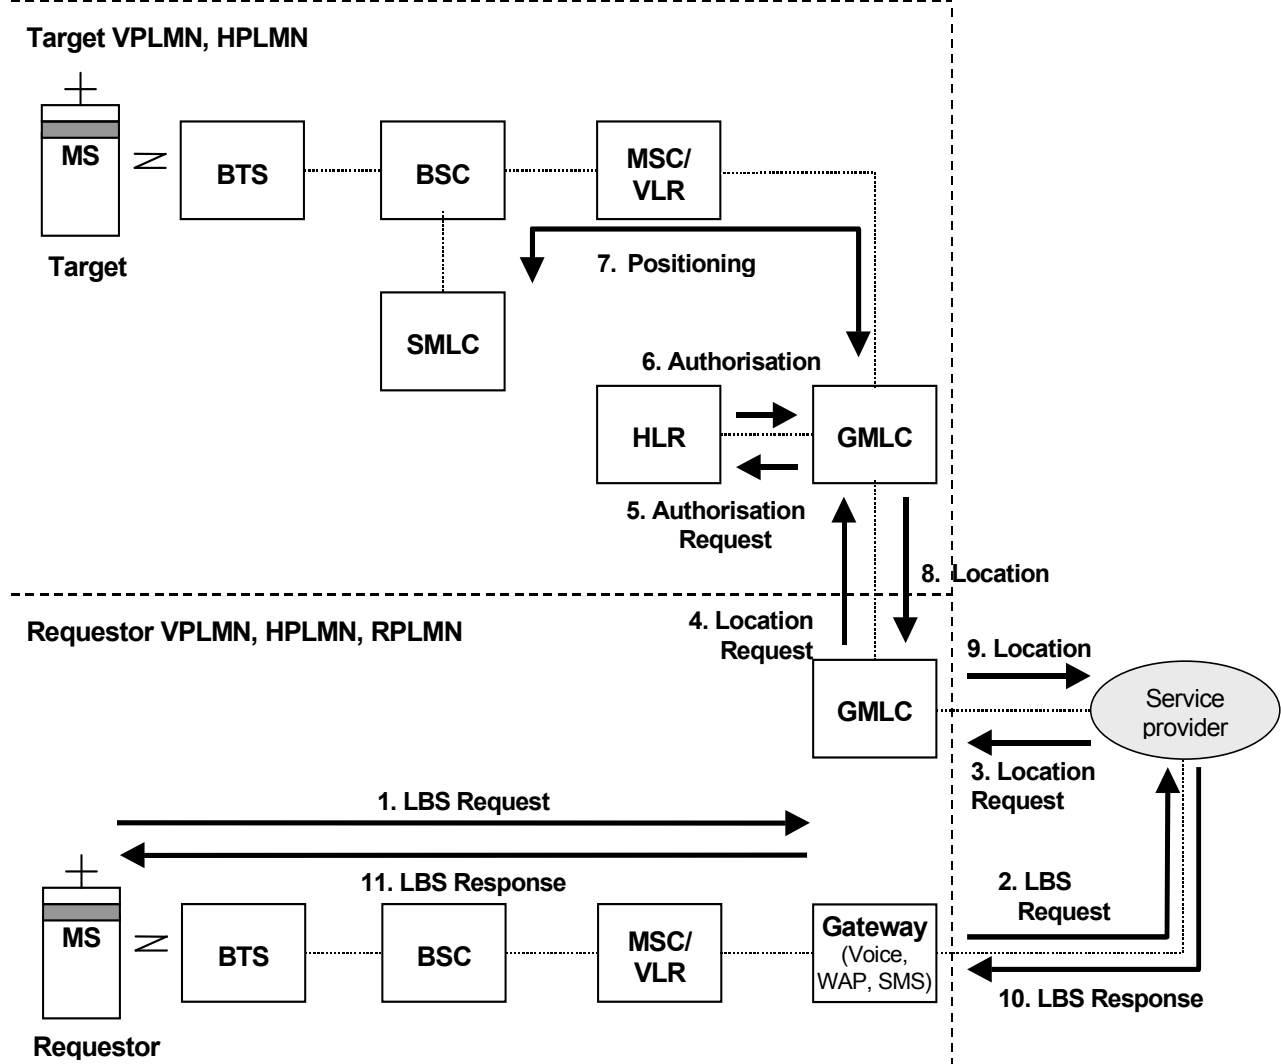 Target VPLMN, HPLMN
MS
BTS
BSC
MSC/
VLR
Target
7. Positioning
SMLC
6. Authorisation
HLR
GMLC
5. Authorisation
Request
8. Location
Requestor VPLMN, HPLMN, RPLMN
4. Location
Request
9. Location
GMLC
Service
provider
3. Location
Request
1. LBS Request
11. LBS Response
2. LBS
Request
MS
BTS
BSC
MSC/
VLR
Gateway
(Voice,
WAP, SMS)
10. LBS Response
Requestor